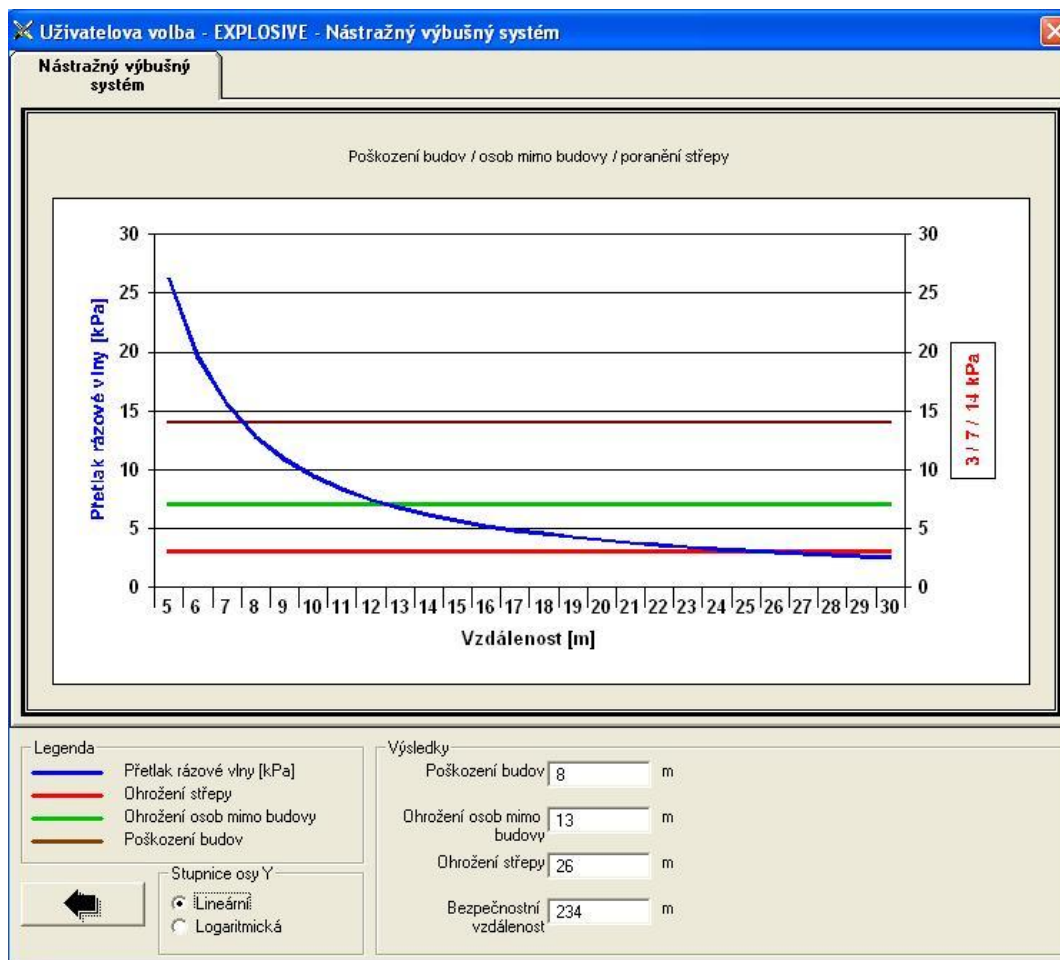 Uživatelova volba - EXPLOSIVE - Nástražný výbušný systém
Nástražný výbušný
systém
Poškození budov / osob mimo budovy / poranění střepy
Přetlak rázové vlny [kPa]
30
25
20
15
10
5
0
30
25
20
15
10
5
0
3 / 7 / 14 kPa
5 6 7 8 9 10 11 12 13 14 15 16 17 18 19 20 21 22 23 24 25 26 27 28 29 30
Vzdálenost [m]
Legenda
Přetlak rázové vlny [kPa]
Ohrožení střepy
Ohrožení osob mimo budovy
Poškození budov
Stupnice osy Y
Lineární
Logaritmická
Výsledky
Poškození budov 8 m
Ohrožení osob mimo
budovy 13 m
Ohrožení střepy 26 m
Bezpečnostní
vzdálenost 234 m